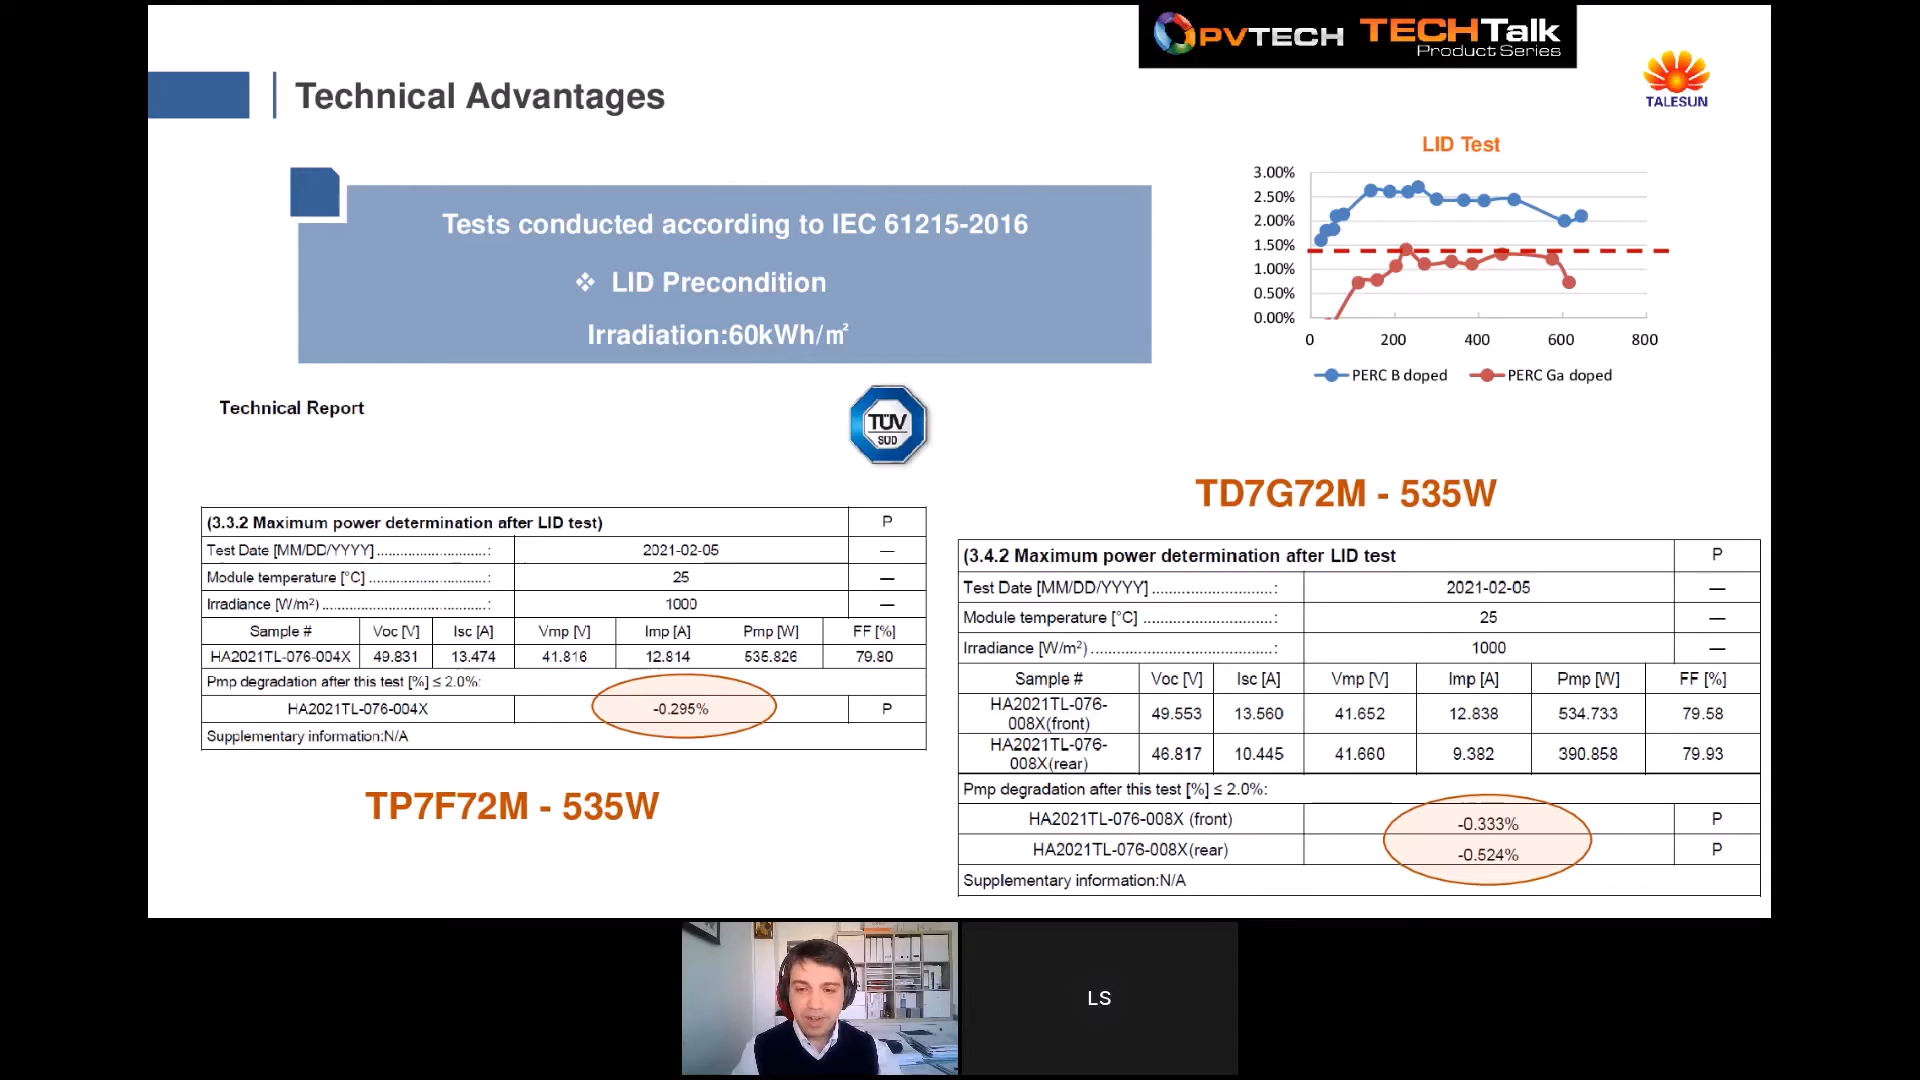 PVTECH TECHTalk
Product Series
TALESUN
Technical Advantages
Tests conducted according to IEC 61215-2016
❖ LID Precondition
Irradiation:60kWh/㎡
LID Test
3.00%
2.50%
2.00%
1.50%
1.00%
0.50%
0.00%
0 200 400 600 800
PERC B doped PERC Ga doped
Technical Report
TÜV
SÜD
(3.3.2 Maximum power determination after LID test) P
Test Date [MM/DD/YYYY] ...........................: 2021-02-05 —
Module temperature [°C] .............................: 25 —
Irradiance [W/m²) .........................................: 1000 —
Sample # Voc [V] Isc [A] Vmp [V] Imp [A] Pmp [W] FF [%]
HA2021TL-076-004X 49.831 13.474 41.816 12.814 535.826 79.80
Pmp degradation after this test [%] ≤ 2.0%:
HA2021TL-076-004X -0.295% P
Supplementary information:N/A
TP7F72M - 535W
TD7G72M - 535W
(3.4.2 Maximum power determination after LID test P
Test Date [MM/DD/YYYY] ............................: 2021-02-05 —
Module temperature [°C] ..............................: 25 —
Irradiance [W/m²) ..........................................: 1000 —
Sample # Voc [V] Isc [A] Vmp [V] Imp [A] Pmp [W] FF [%]
HA2021TL-076-
008X(front) 49.553 13.560 41.652 12.838 534.733 79.58
HA2021TL-076-
008X(rear) 46.817 10.445 41.660 9.382 390.858 79.93
Pmp degradation after this test [%] ≤ 2.0%:
HA2021TL-076-008X (front) -0.333% P
HA2021TL-076-008X(rear) -0.524% P
Supplementary information:N/A
LS